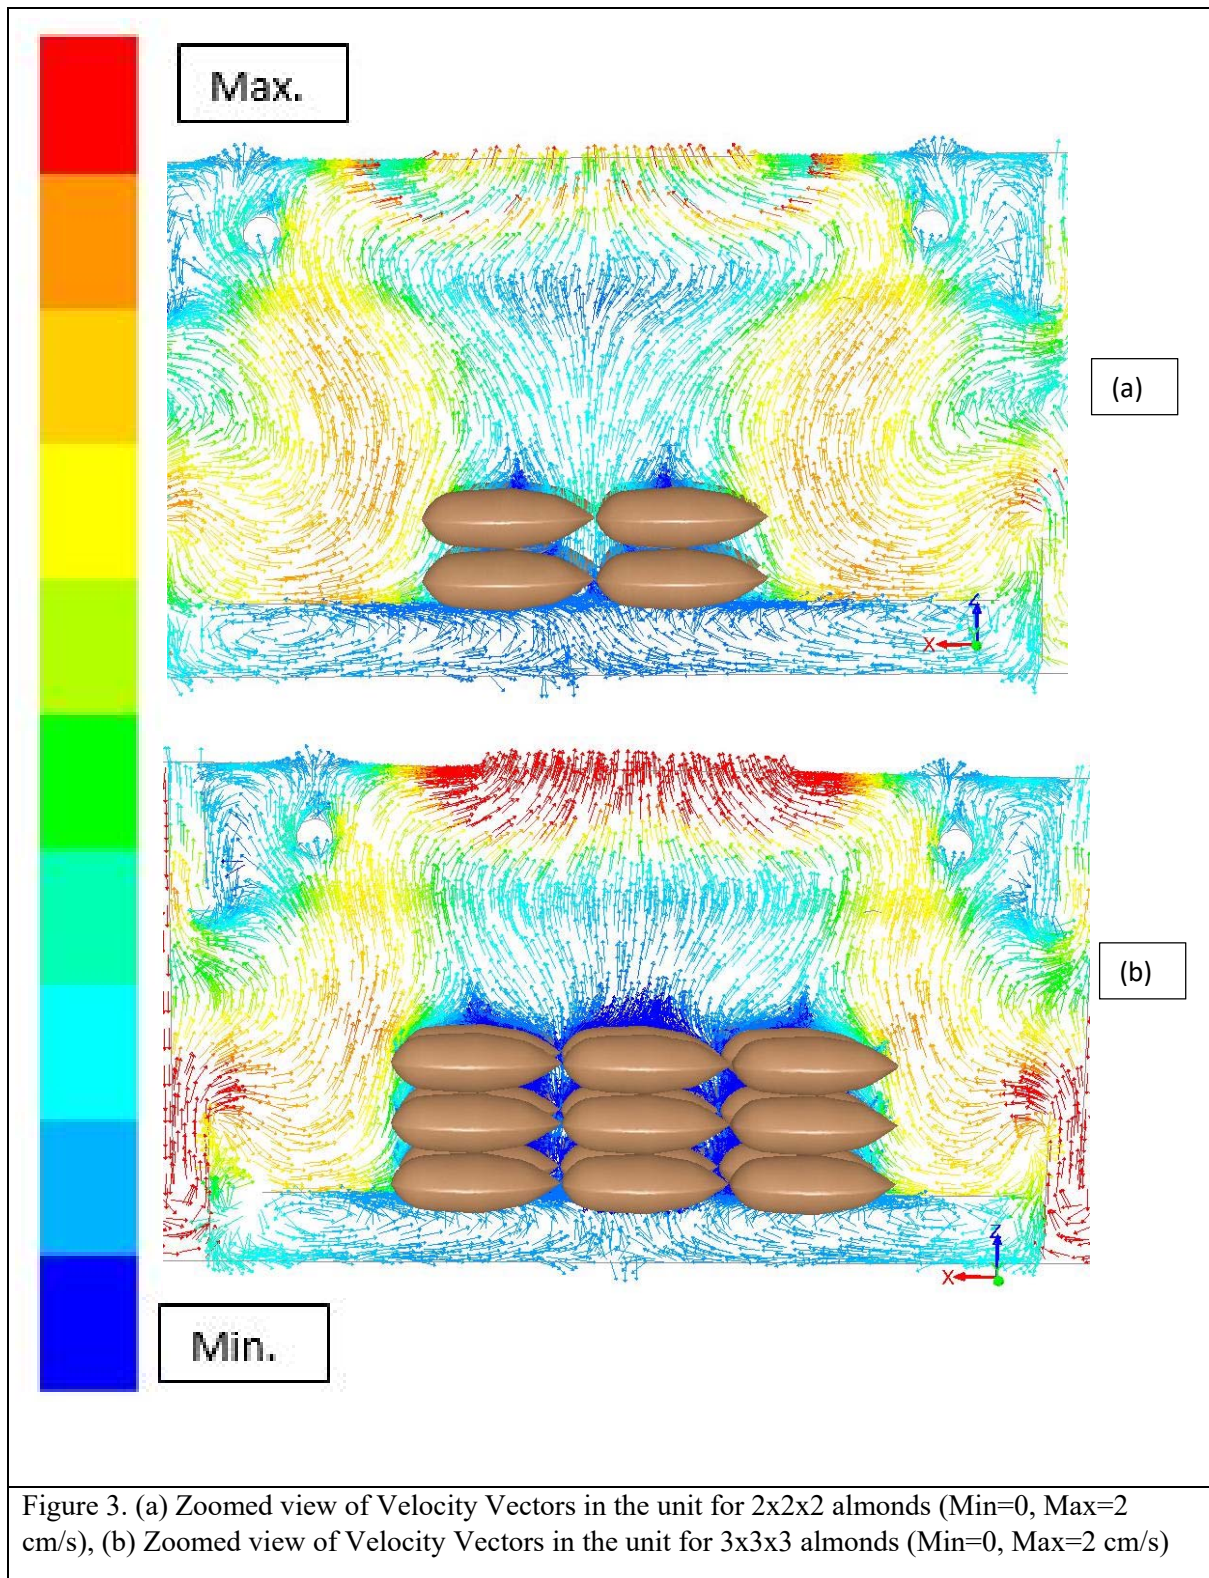 Max.
(a)
Z
X
(b)
Z
X
Min.
Figure 3. (a) Zoomed view of Velocity Vectors in the unit for 2x2x2 almonds (Min=0, Max=2
cm/s), (b) Zoomed view of Velocity Vectors in the unit for 3x3x3 almonds (Min=0, Max=2 cm/s)